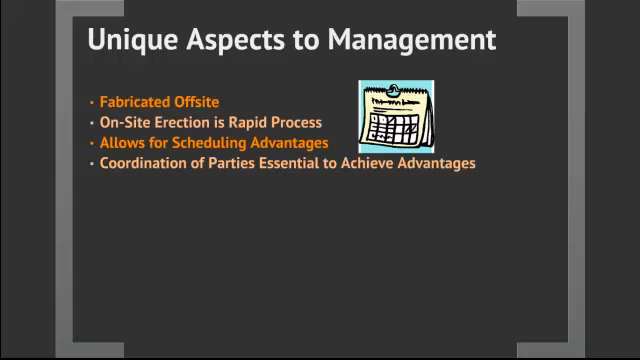 Unique Aspects to Management
• Fabricated Offsite
• On-Site Erection is Rapid Process
• Allows for Scheduling Advantages
• Coordination of Parties Essential to Achieve Advantages